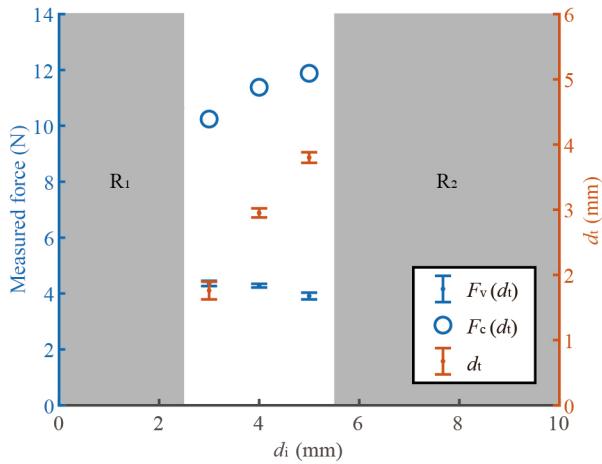 14
12
10
8
6
4
2
0
Measured force (N)
6
5
4
3
2
1
0
dₜ (mm)
R₁
R₂
Fᵥ(dₜ)
F꜀(dₜ)
dₜ
0 2 4 6 8 10
dᵢ (mm)